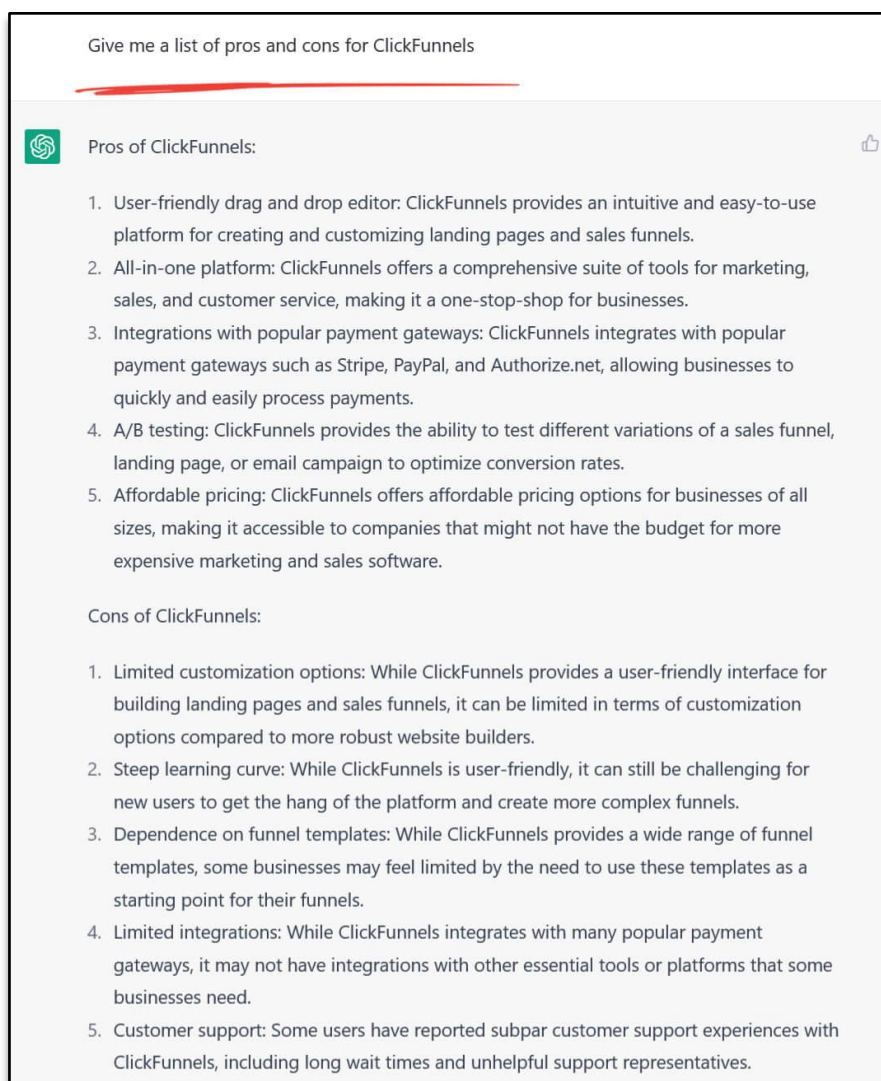 Give me a list of pros and cons for ClickFunnels
Pros of ClickFunnels:
1. User-friendly drag and drop editor: ClickFunnels provides an intuitive and easy-to-use
platform for creating and customizing landing pages and sales funnels.
2. All-in-one platform: ClickFunnels offers a comprehensive suite of tools for marketing,
sales, and customer service, making it a one-stop-shop for businesses.
3. Integrations with popular payment gateways: ClickFunnels integrates with popular
payment gateways such as Stripe, PayPal, and Authorize.net, allowing businesses to
quickly and easily process payments.
4. A/B testing: ClickFunnels provides the ability to test different variations of a sales funnel,
landing page, or email campaign to optimize conversion rates.
5. Affordable pricing: ClickFunnels offers affordable pricing options for businesses of all
sizes, making it accessible to companies that might not have the budget for more
expensive marketing and sales software.
Cons of ClickFunnels:
1. Limited customization options: While ClickFunnels provides a user-friendly interface for
building landing pages and sales funnels, it can be limited in terms of customization
options compared to more robust website builders.
2. Steep learning curve: While ClickFunnels is user-friendly, it can still be challenging for
new users to get the hang of the platform and create more complex funnels.
3. Dependence on funnel templates: While ClickFunnels provides a wide range of funnel
templates, some businesses may feel limited by the need to use these templates as a
starting point for their funnels.
4. Limited integrations: While ClickFunnels integrates with many popular payment
gateways, it may not have integrations with other essential tools or platforms that some
businesses need.
5. Customer support: Some users have reported subpar customer support experiences with
ClickFunnels, including long wait times and unhelpful support representatives.